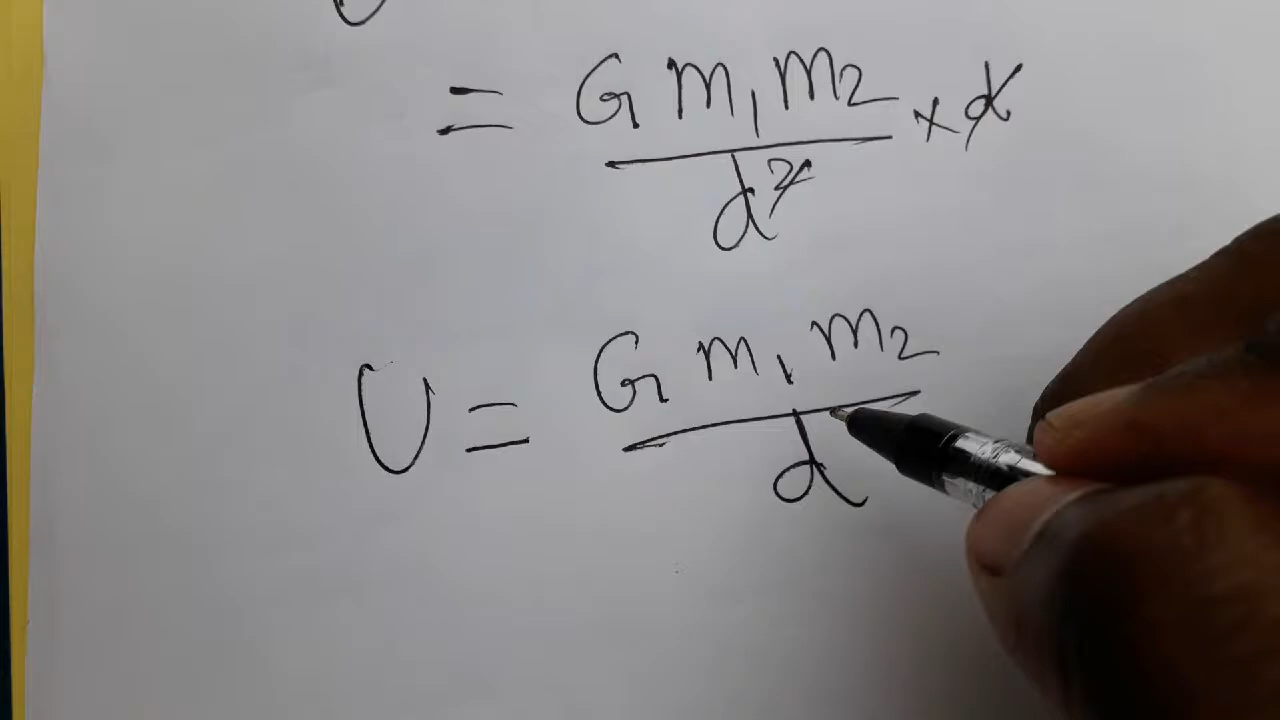 U
= G m₁ m₂ / d² × d
U = G m₁ m₂ / d